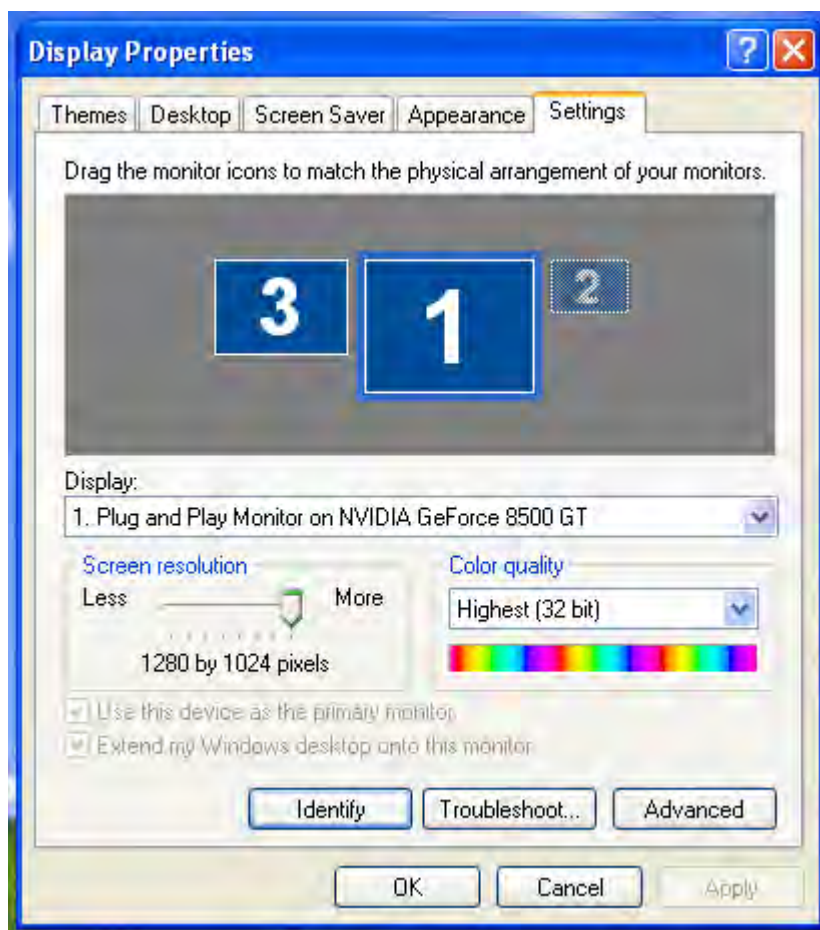 Display Properties
Themes Desktop Screen Saver Appearance Settings
Drag the monitor icons to match the physical arrangement of your monitors.
3 1 2
Display:
1. Plug and Play Monitor on NVIDIA GeForce 8500 GT
Screen resolution
Less More
1280 by 1024 pixels
Color quality
Highest (32 bit)
Use this device as the primary monitor.
Extend my Windows desktop onto this monitor.
Identify Troubleshoot... Advanced
OK Cancel Apply